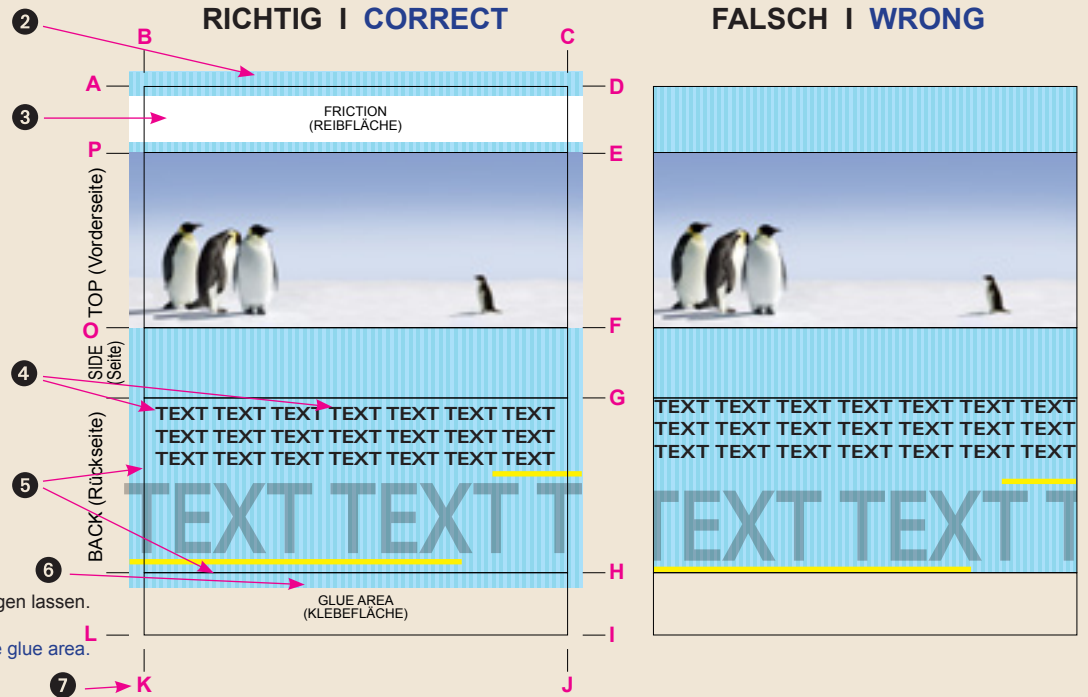 RICHTIG I CORRECT
FALSCH I WRONG
2
B
C
A
D
3
FRICTION
(REIBFLÄCHE)
P
E
TOP (Vorderseite)
O
F
SIDE
(Seite)
4
G
TEXT TEXT TEXT TEXT TEXT TEXT TEXT
TEXT TEXT TEXT TEXT TEXT TEXT TEXT
TEXT TEXT TEXT TEXT TEXT TEXT TEXT
TEXT TEXT TEXT TEXT TEXT TEXT TEXT
TEXT TEXT TEXT TEXT TEXT TEXT TEXT
TEXT TEXT TEXT TEXT TEXT TEXT TEXT
BACK (Rückseite)
5
TEXT TEXT T
TEXT TEXT T
6
H
GLUE AREA
(KLEBEFLÄCHE)
gen lassen.
L
I
e glue area.
7
K
J